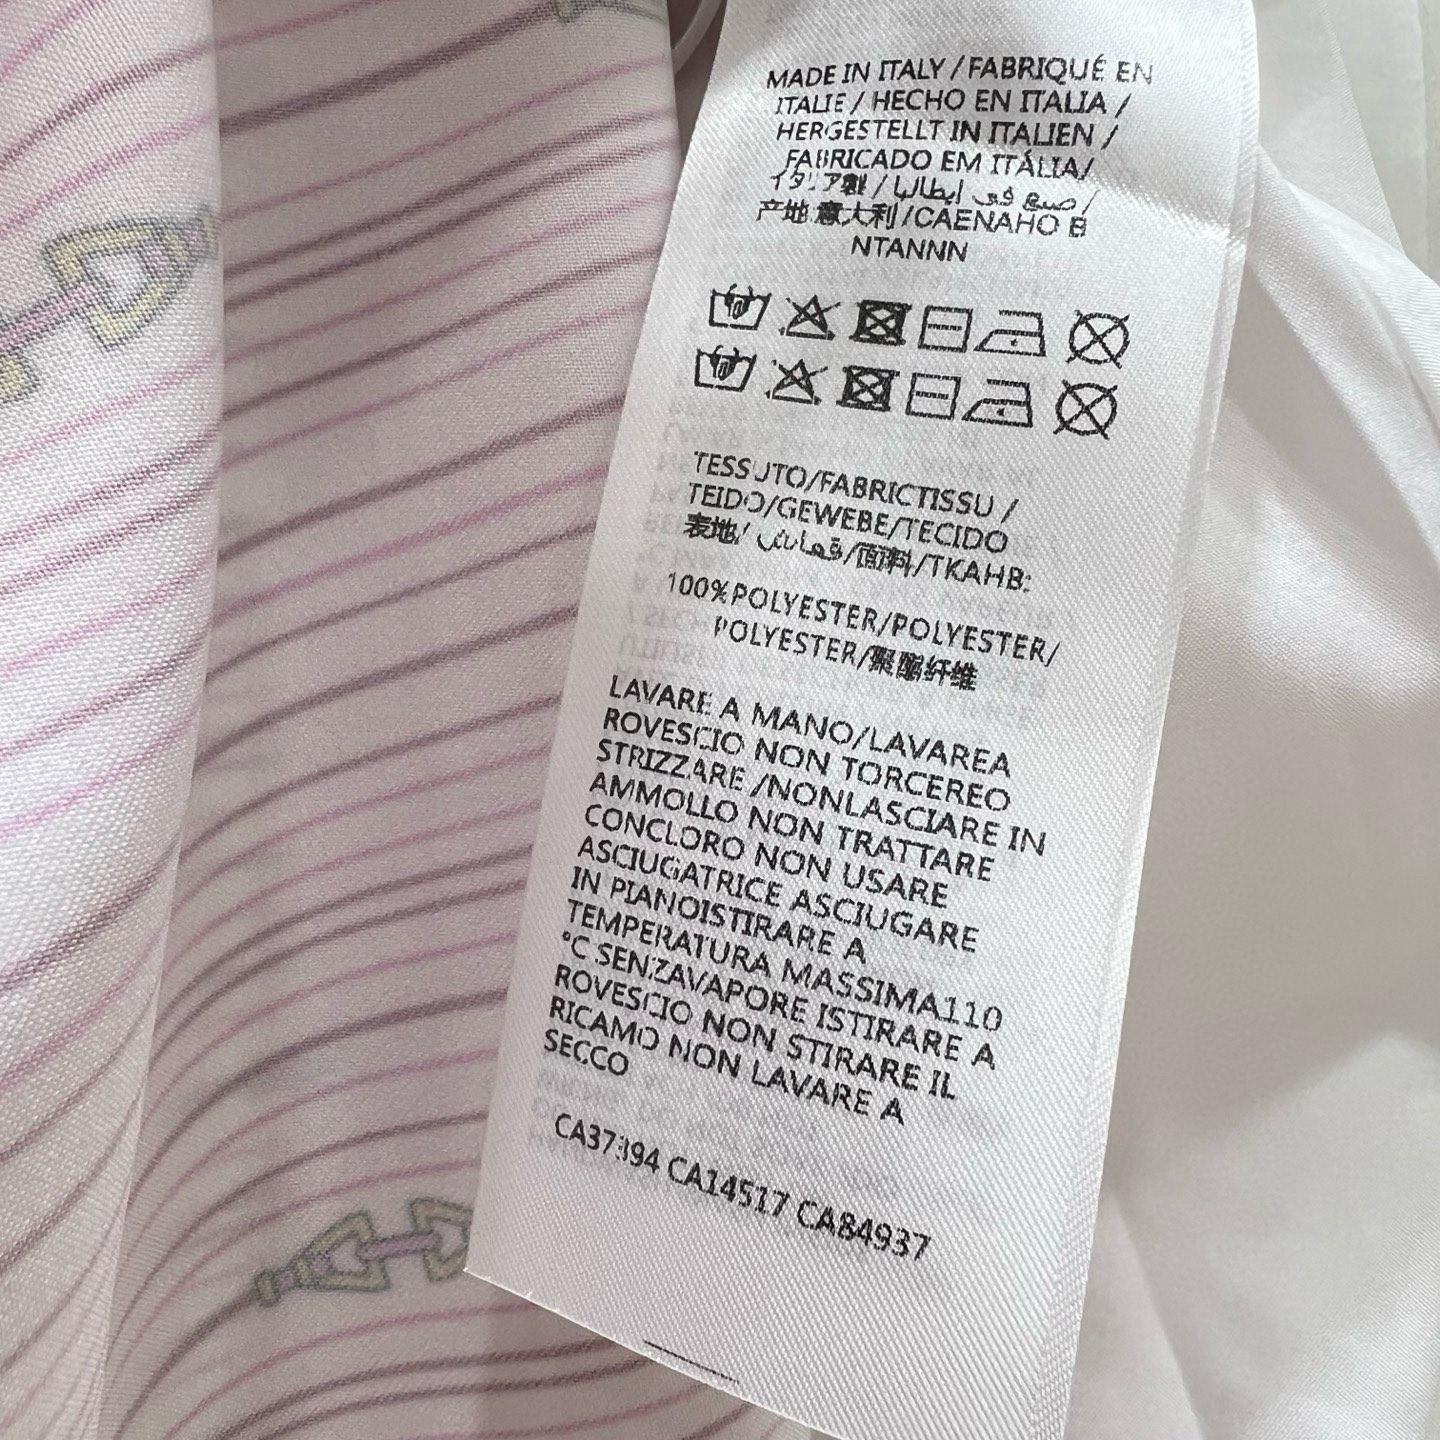 MADE IN ITALY / FABRIQUÉ EN
ITALIE / HECHO EN ITALIA /
HERGESTELLT IN ITALIEN /
FABRICADO EM ITÁLIA/
イタリア製 / صنع في إيطاليا /
产地 意大利/CAENAHO B
NTANNN
TESSUTO/FABRICTISSU /
TEIDO/GEWEBE/TECIDO
表地/ قماش/面料/TKAHB:
100%POLYESTER/POLYESTER/
POLYESTER/聚酯纤维
LAVARE A MANO/LAVAREA
ROVESCIO NON TORCEREO
STRIZZARE /NONLASCIARE IN
AMMOLLO NON TRATTARE
CONCLORO NON USARE
ASCIUGATRICE ASCIUGARE
IN PIANOISTIRARE A
TEMPERATURA MASSIMA110
°C SENZAVAPORE ISTIRARE A
ROVESCIO NON STIRARE IL
RICAMO NON LAVARE A
SECCO
CA14517 CA84937